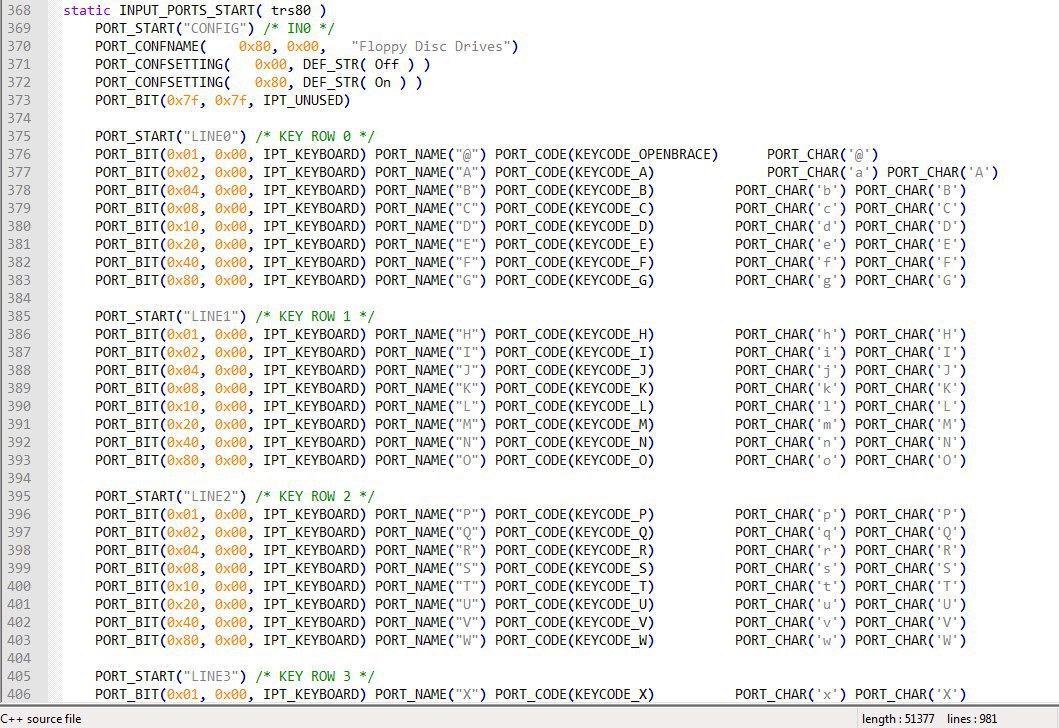 368 static INPUT_PORTS_START( trs80 )
369 PORT_START("CONFIG") /* IN0 */
370 PORT_CONFNAME(    0x80, 0x00,   "Floppy Disc Drives")
371 PORT_CONFSETTING(   0x00, DEF_STR( Off ) )
372 PORT_CONFSETTING(   0x80, DEF_STR( On ) )
373 PORT_BIT(0x7f, 0x7f, IPT_UNUSED)
374
375 PORT_START("LINE0") /* KEY ROW 0 */
376 PORT_BIT(0x01, 0x00, IPT_KEYBOARD) PORT_NAME("@") PORT_CODE(KEYCODE_OPENBRACE)      PORT_CHAR('@')
377 PORT_BIT(0x02, 0x00, IPT_KEYBOARD) PORT_NAME("A") PORT_CODE(KEYCODE_A)              PORT_CHAR('a') PORT_CHAR('A')
378 PORT_BIT(0x04, 0x00, IPT_KEYBOARD) PORT_NAME("B") PORT_CODE(KEYCODE_B)          PORT_CHAR('b') PORT_CHAR('B')
379 PORT_BIT(0x08, 0x00, IPT_KEYBOARD) PORT_NAME("C") PORT_CODE(KEYCODE_C)          PORT_CHAR('c') PORT_CHAR('C')
380 PORT_BIT(0x10, 0x00, IPT_KEYBOARD) PORT_NAME("D") PORT_CODE(KEYCODE_D)          PORT_CHAR('d') PORT_CHAR('D')
381 PORT_BIT(0x20, 0x00, IPT_KEYBOARD) PORT_NAME("E") PORT_CODE(KEYCODE_E)          PORT_CHAR('e') PORT_CHAR('E')
382 PORT_BIT(0x40, 0x00, IPT_KEYBOARD) PORT_NAME("F") PORT_CODE(KEYCODE_F)          PORT_CHAR('f') PORT_CHAR('F')
383 PORT_BIT(0x80, 0x00, IPT_KEYBOARD) PORT_NAME("G") PORT_CODE(KEYCODE_G)          PORT_CHAR('g') PORT_CHAR('G')
384
385 PORT_START("LINE1") /* KEY ROW 1 */
386 PORT_BIT(0x01, 0x00, IPT_KEYBOARD) PORT_NAME("H") PORT_CODE(KEYCODE_H)          PORT_CHAR('h') PORT_CHAR('H')
387 PORT_BIT(0x02, 0x00, IPT_KEYBOARD) PORT_NAME("I") PORT_CODE(KEYCODE_I)          PORT_CHAR('i') PORT_CHAR('I')
388 PORT_BIT(0x04, 0x00, IPT_KEYBOARD) PORT_NAME("J") PORT_CODE(KEYCODE_J)          PORT_CHAR('j') PORT_CHAR('J')
389 PORT_BIT(0x08, 0x00, IPT_KEYBOARD) PORT_NAME("K") PORT_CODE(KEYCODE_K)          PORT_CHAR('k') PORT_CHAR('K')
390 PORT_BIT(0x10, 0x00, IPT_KEYBOARD) PORT_NAME("L") PORT_CODE(KEYCODE_L)          PORT_CHAR('l') PORT_CHAR('L')
391 PORT_BIT(0x20, 0x00, IPT_KEYBOARD) PORT_NAME("M") PORT_CODE(KEYCODE_M)          PORT_CHAR('m') PORT_CHAR('M')
392 PORT_BIT(0x40, 0x00, IPT_KEYBOARD) PORT_NAME("N") PORT_CODE(KEYCODE_N)          PORT_CHAR('n') PORT_CHAR('N')
393 PORT_BIT(0x80, 0x00, IPT_KEYBOARD) PORT_NAME("O") PORT_CODE(KEYCODE_O)          PORT_CHAR('o') PORT_CHAR('O')
394
395 PORT_START("LINE2") /* KEY ROW 2 */
396 PORT_BIT(0x01, 0x00, IPT_KEYBOARD) PORT_NAME("P") PORT_CODE(KEYCODE_P)          PORT_CHAR('p') PORT_CHAR('P')
397 PORT_BIT(0x02, 0x00, IPT_KEYBOARD) PORT_NAME("Q") PORT_CODE(KEYCODE_Q)          PORT_CHAR('q') PORT_CHAR('Q')
398 PORT_BIT(0x04, 0x00, IPT_KEYBOARD) PORT_NAME("R") PORT_CODE(KEYCODE_R)          PORT_CHAR('r') PORT_CHAR('R')
399 PORT_BIT(0x08, 0x00, IPT_KEYBOARD) PORT_NAME("S") PORT_CODE(KEYCODE_S)          PORT_CHAR('s') PORT_CHAR('S')
400 PORT_BIT(0x10, 0x00, IPT_KEYBOARD) PORT_NAME("T") PORT_CODE(KEYCODE_T)          PORT_CHAR('t') PORT_CHAR('T')
401 PORT_BIT(0x20, 0x00, IPT_KEYBOARD) PORT_NAME("U") PORT_CODE(KEYCODE_U)          PORT_CHAR('u') PORT_CHAR('U')
402 PORT_BIT(0x40, 0x00, IPT_KEYBOARD) PORT_NAME("V") PORT_CODE(KEYCODE_V)          PORT_CHAR('v') PORT_CHAR('V')
403 PORT_BIT(0x80, 0x00, IPT_KEYBOARD) PORT_NAME("W") PORT_CODE(KEYCODE_W)          PORT_CHAR('w') PORT_CHAR('W')
404
405 PORT_START("LINE3") /* KEY ROW 3 */
406 PORT_BIT(0x01, 0x00, IPT_KEYBOARD) PORT_NAME("X") PORT_CODE(KEYCODE_X)          PORT_CHAR('x') PORT_CHAR('X')
C++ source file length : 51377 lines : 981